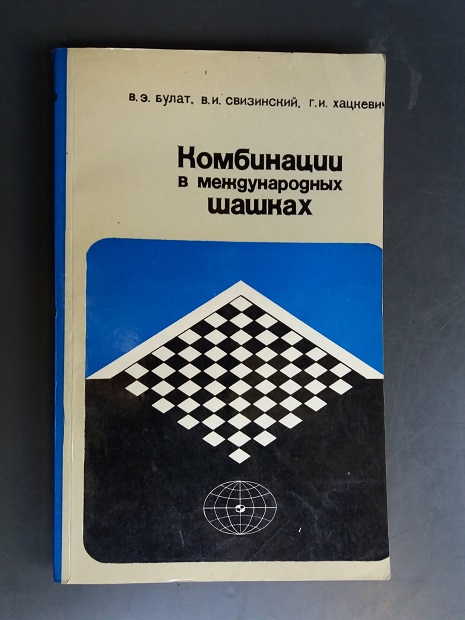 В. Э. БУЛАТ, В. И. СВИЗИНСКИЙ, Г. И. ХАЦКЕВИЧ
Комбинации
в международных
шашках